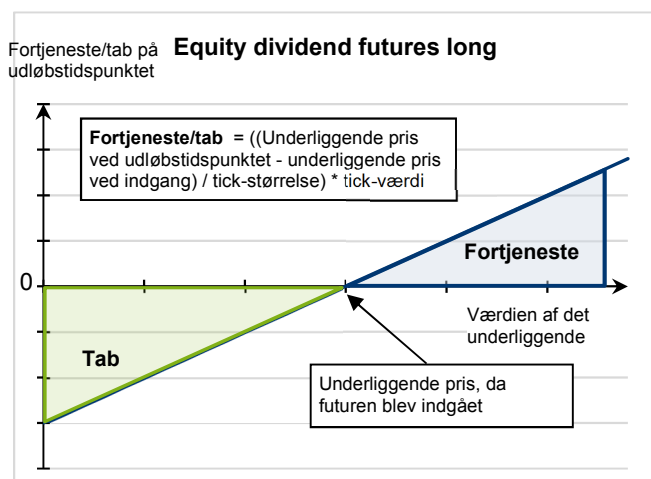 Equity dividend futures long
Fortjeneste/tab på
udløbstidspunktet
Fortjeneste/tab = ((Underliggende pris
ved udløbstidspunktet - underliggende pris
ved indgang) / tick-størrelse) * tick-værdi
Fortjeneste
0
Værdien af det
underliggende
Tab
Underliggende pris, da
futuren blev indgået